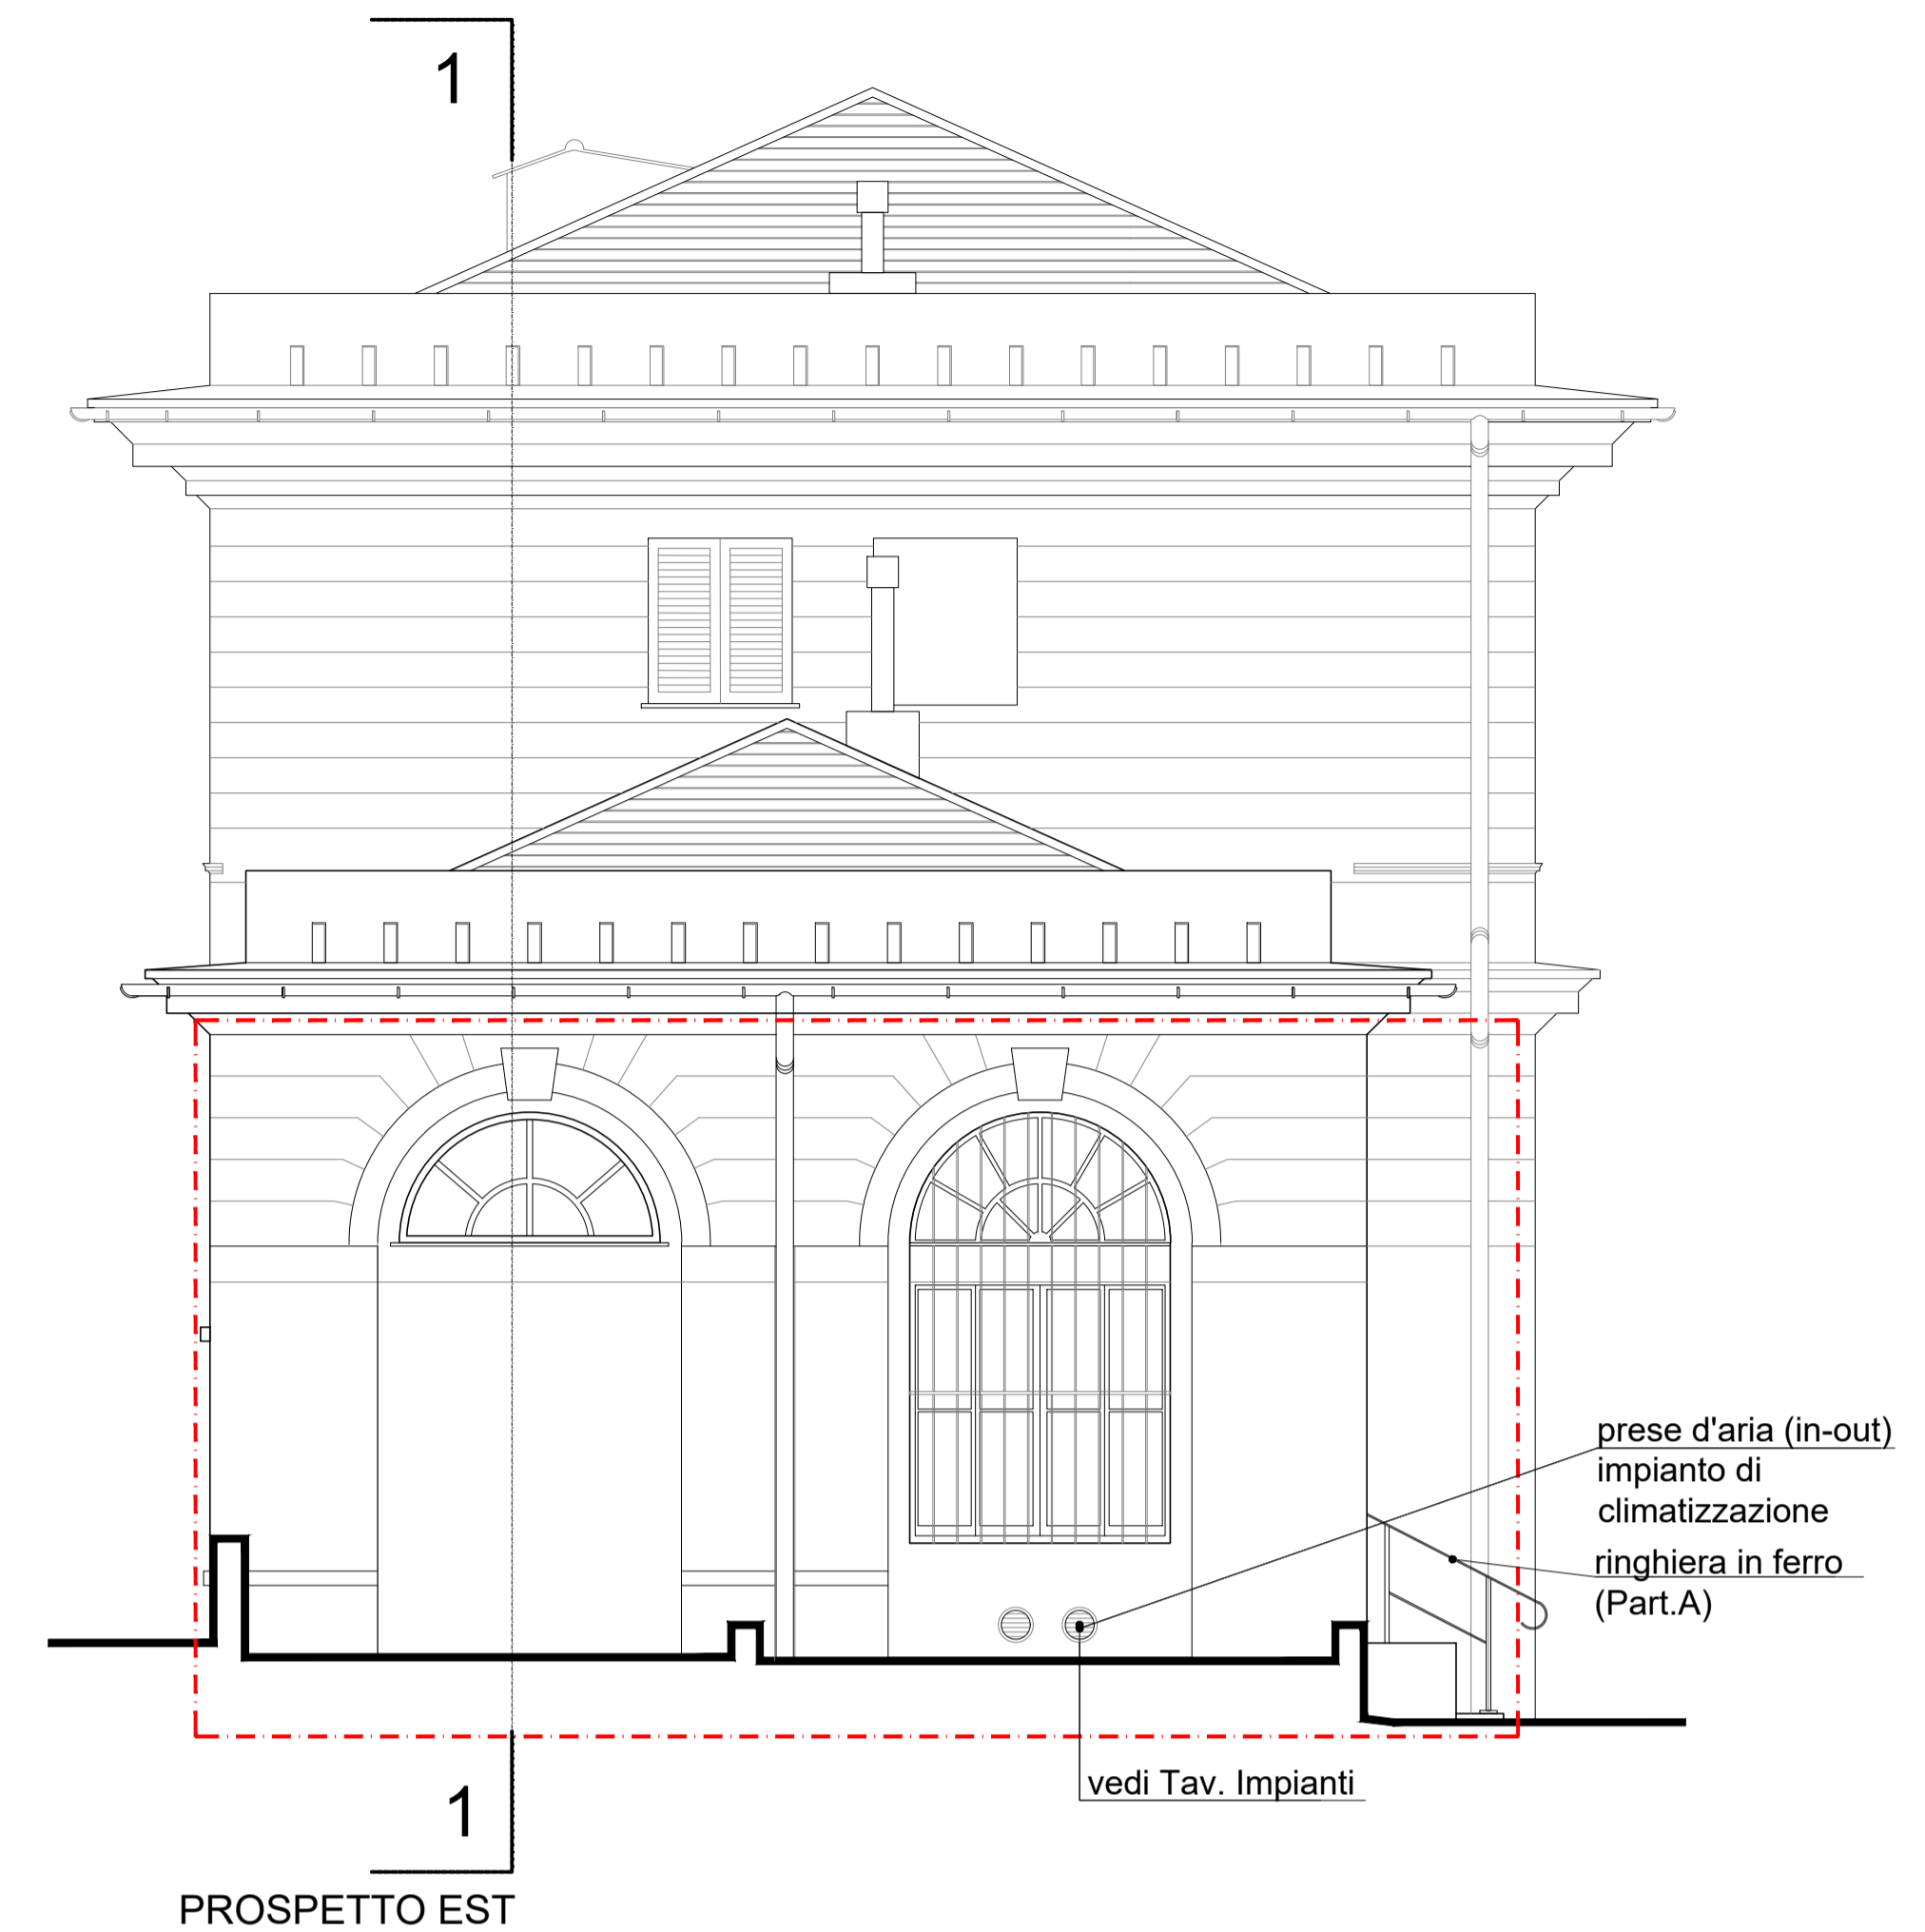 1
prese d'aria (in-out)
impianto di
climatizzazione
ringhiera in ferro
(Part.A)
vedi Tav. Impianti
1
PROSPETTO EST